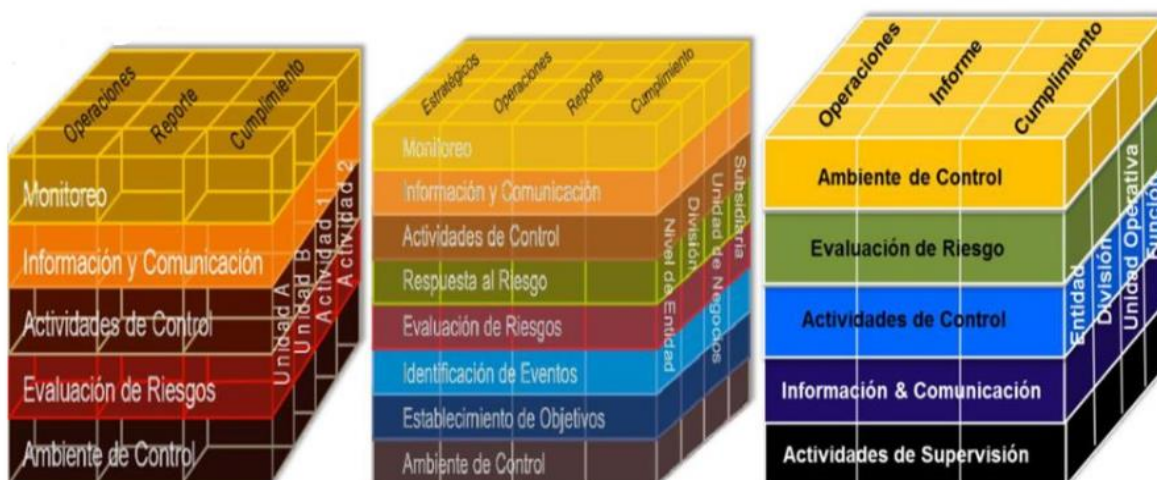 Operaciones
Reporte
Cumplimiento
Monitoreo
Información y Comunicación
Actividades de Control
Evaluación de Riesgos
Ambiente de Control
Unidad A
Unidad B
Actividad 1
Actividad 2
Estratégicos
Operaciones
Reporte
Cumplimiento
Monitoreo
Información y Comunicación
Actividades de Control
Respuesta al Riesgo
Evaluación de Riesgos
Identificación de Eventos
Establecimiento de Objetivos
Ambiente de Control
Nivel de Entidad
División
Unidad de Negocios
Subsidiaria
Operaciones
Informe
Cumplimiento
Ambiente de Control
Evaluación de Riesgo
Actividades de Control
Información & Comunicación
Actividades de Supervisión
Entidad
División
Unidad Operativa
Función